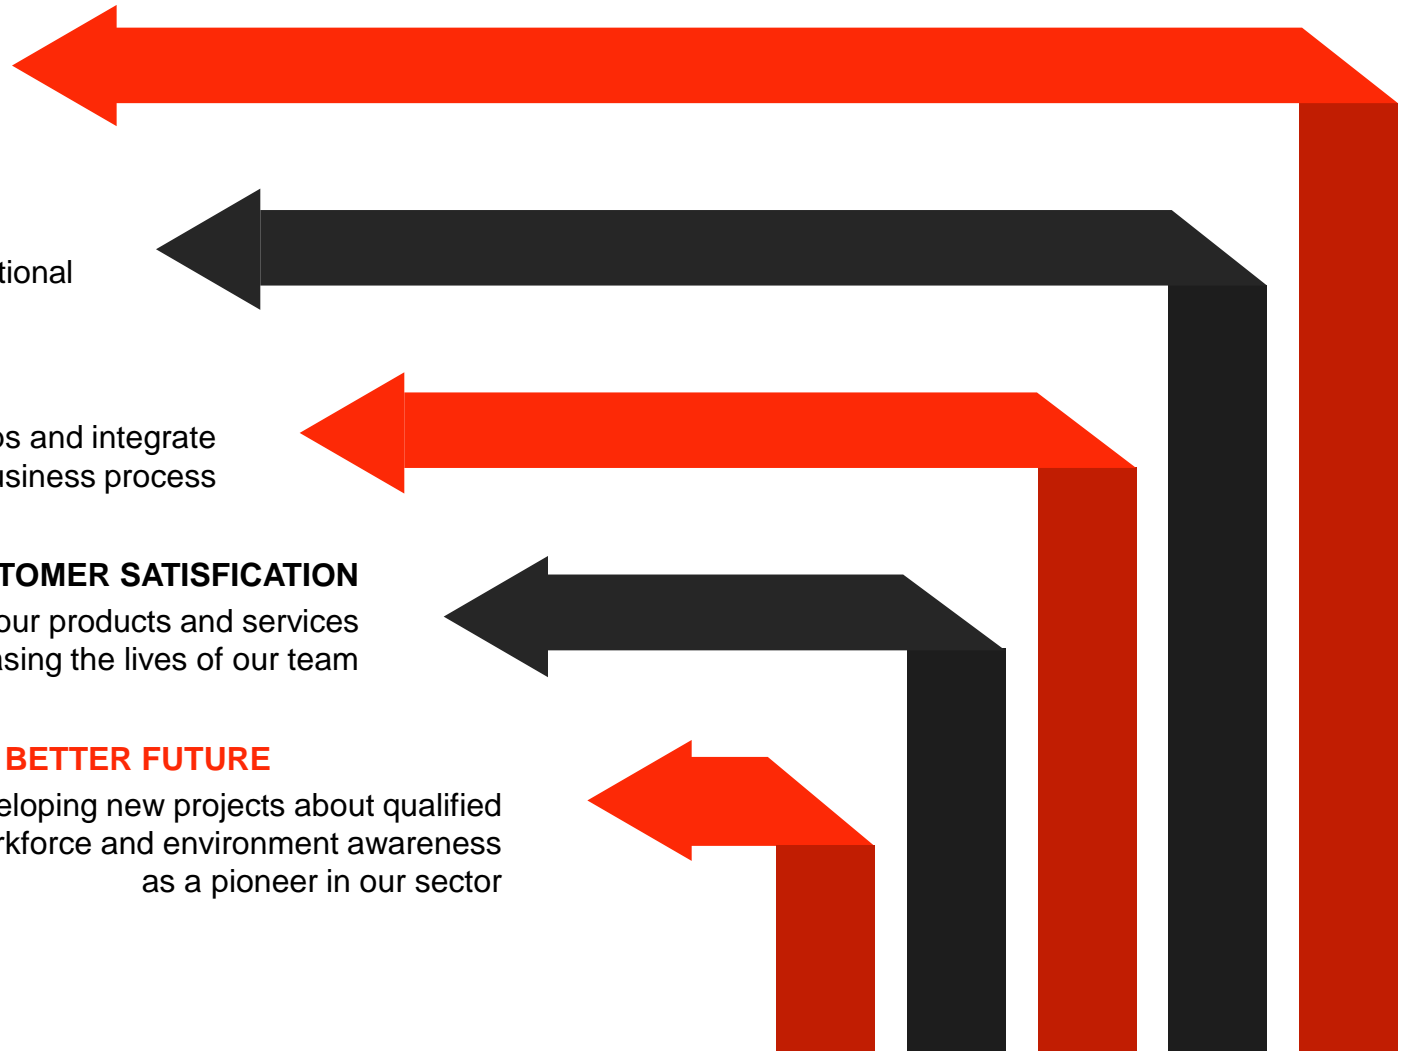 tional
os and integrate
usiness process
TOMER SATISFICATION
our products and services
asing the lives of our team
BETTER FUTURE
eloping new projects about qualified
rkforce and environment awareness
as a pioneer in our sector